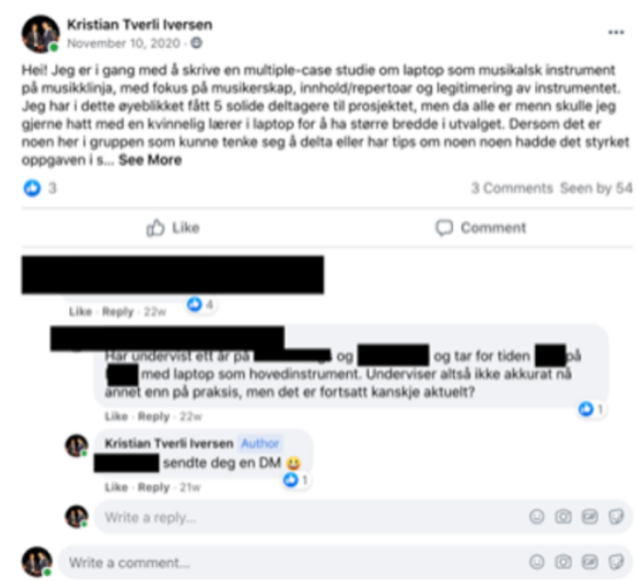 Kristian Tverli Iversen
November 10, 2020 ·
Hei! Jeg er i gang med å skrive en multiple-case studie om laptop som musikalsk instrument
på musikklinja, med fokus på musikerskap, innhold/repertoar og legitimering av instrumentet.
Jeg har i dette øyeblikket fått 5 solide deltagere til prosjektet, men da alle er menn skulle jeg
gjerne hatt med en kvinnelig lærer i laptop for å ha større bredde i utvalget. Dersom det er
noen her i gruppen som kunne tenke seg å delta eller har tips om noen noen hadde det styrket
oppgaven i s... See More
3
3 Comments Seen by 54
Like
Comment
Like · Reply · 22w
4
Har undervist ett år på og og tar for tiden på
med laptop som hovedinstrument. Underviser altså ikke akkurat nå
annet enn på praksis, men det er fortsatt kanskje aktuelt?
1
Like · Reply · 22w
Kristian Tverli Iversen Author
sendte deg en DM 😃
1
Like · Reply · 21w
Write a reply...
Write a comment...